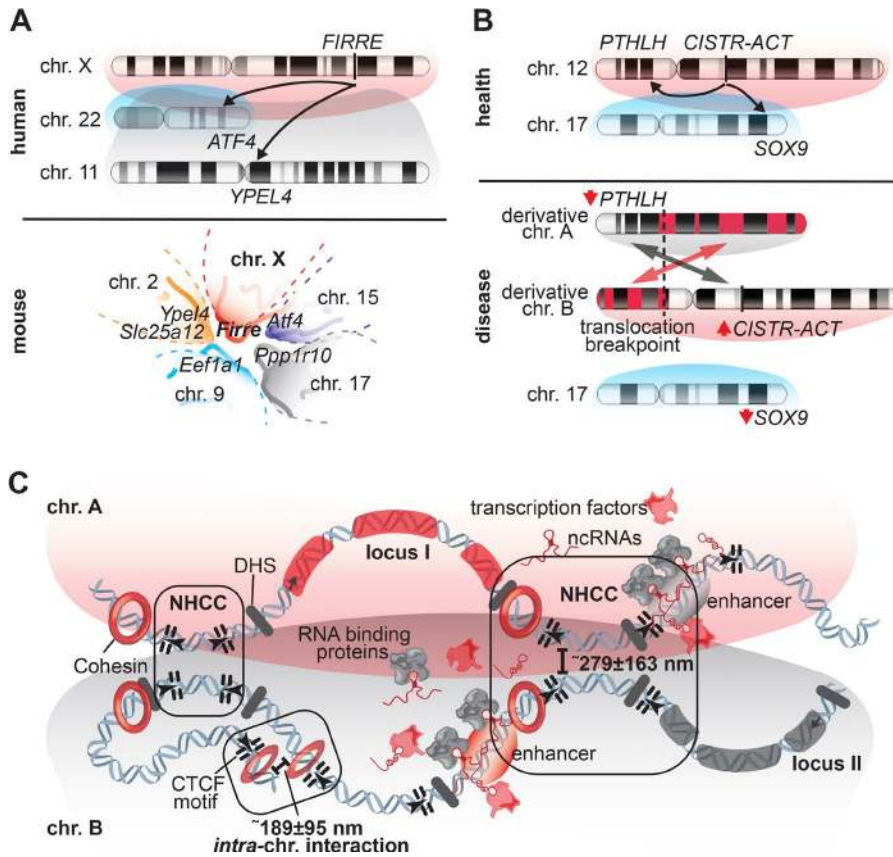 A
FIRRE
chr. X
human
chr. 22
ATF4
chr. 11
YPEL4
mouse
chr. X
chr. 2
chr. 15
Ypel4
Slc25a12
Firre
Atf4
Eef1a1
Ppp1r10
chr. 9
chr. 17
B
PTHLH CISTR-ACT
health
chr. 12
chr. 17
SOX9
disease
PTHLH
derivative
chr. A
derivative
chr. B
translocation
breakpoint
CISTR-ACT
chr. 17
SOX9
C
chr. A
transcription factors
ncRNAs
locus I
DHS
NHCC
NHCC
enhancer
RNA binding
proteins
Cohesin
~279±163 nm
enhancer
CTCF
motif
locus II
chr. B
~189±95 nm
intra-chr. interaction